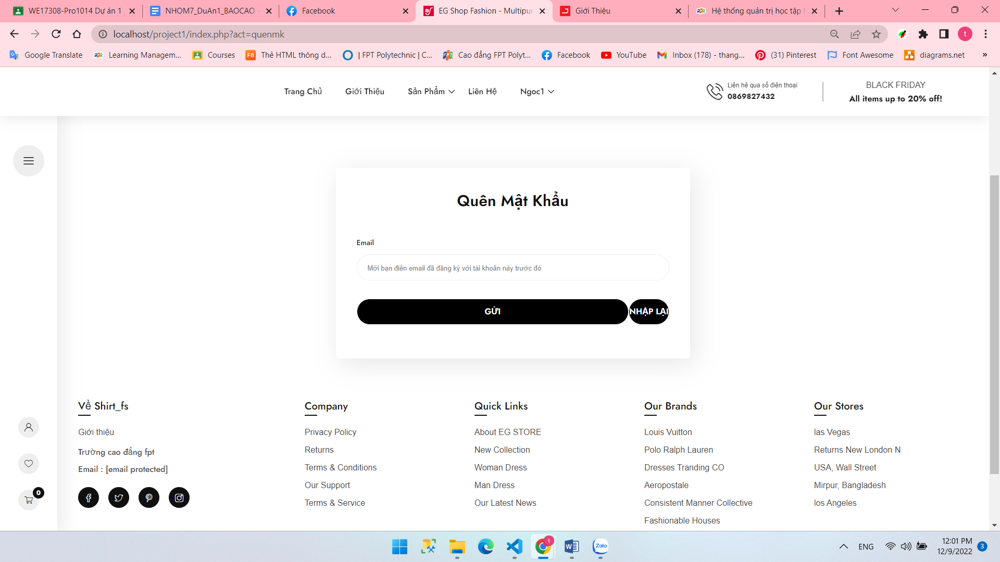 WE17308-Pro1014 Dự án 1
NHOM7_DuAn1_BAOCAO -
Facebook
EG Shop Fashion - Multipur
Giới Thiệu
Hệ thống quản trị học tập F
t
localhost/project1/index.php?act=quenmk
Google Translate
Learning Managem...
Courses
F8 Thẻ HTML thông d...
| FPT Polytechnic | C...
Cao đẳng FPT Polyt...
Facebook
YouTube
Inbox (178) - thang...
(31) Pinterest
Font Awesome
diagrams.net
»
Trang Chủ
Giới Thiệu
Sản Phẩm
Liên Hệ
Ngoc1
Liên hệ qua số điện thoại
0869827432
BLACK FRIDAY
All items up to 20% off!
Quên Mật Khẩu
Email
Mời bạn điền email đã đăng ký với tài khoản này trước đó
GỬI
NHẬP LẠI
Về Shirt_fs
Giới thiệu
Trường cao đẳng fpt
Email : [email protected]
0
Company
Privacy Policy
Returns
Terms & Conditions
Our Support
Terms & Service
Quick Links
About EG STORE
New Collection
Woman Dress
Man Dress
Our Latest News
Our Brands
Louis Vuitton
Polo Ralph Lauren
Dresses Tranding CO
Aeropostale
Consistent Manner Collective
Fashionable Houses
Our Stores
las Vegas
Returns New London N
USA, Wall Street
Mirpur, Bangladesh
los Angeles
t
W
Zalo
ENG
12:01 PM
12/9/2022
3